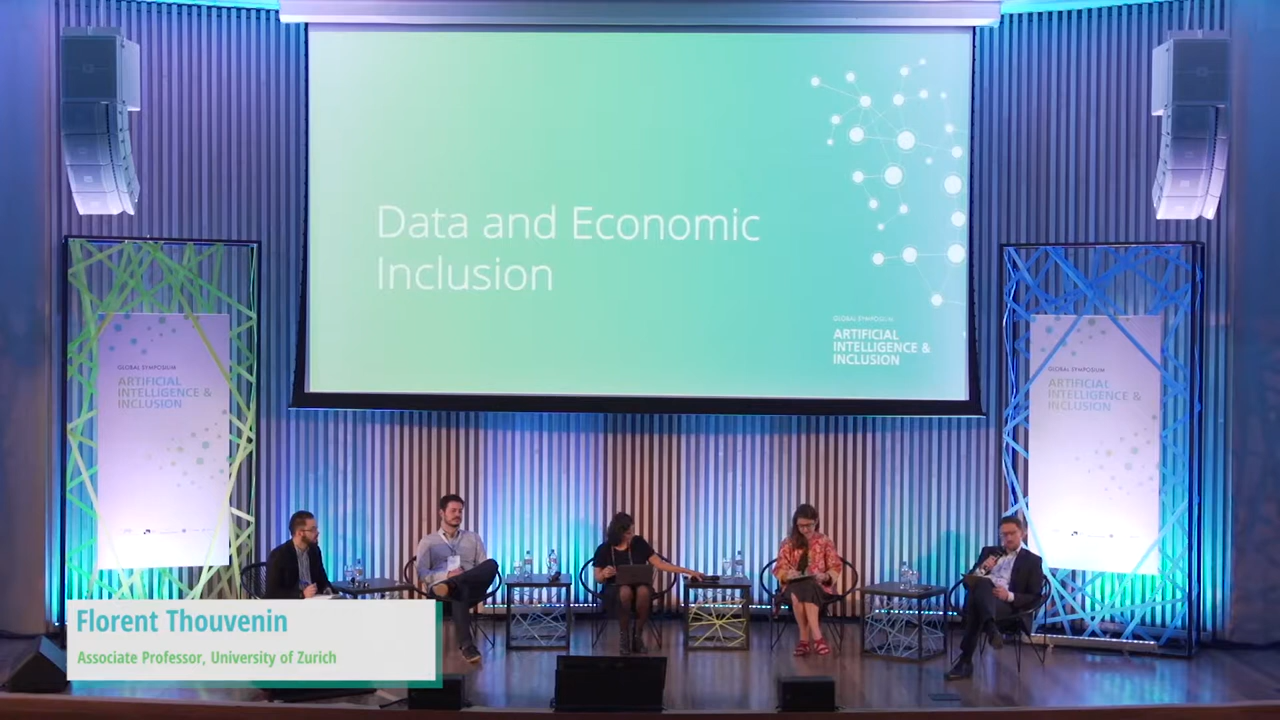 Data and Economic
Inclusion
GLOBAL SYMPOSIUM
ARTIFICIAL
INTELLIGENCE &
INCLUSION
GLOBAL SYMPOSIUM
ARTIFICIAL
INTELLIGENCE &
INCLUSION
GLOBAL SYMPOSIUM
ARTIFICIAL
INTELLIGENCE &
INCLUSION
Florent Thouvenin
Associate Professor, University of Zurich